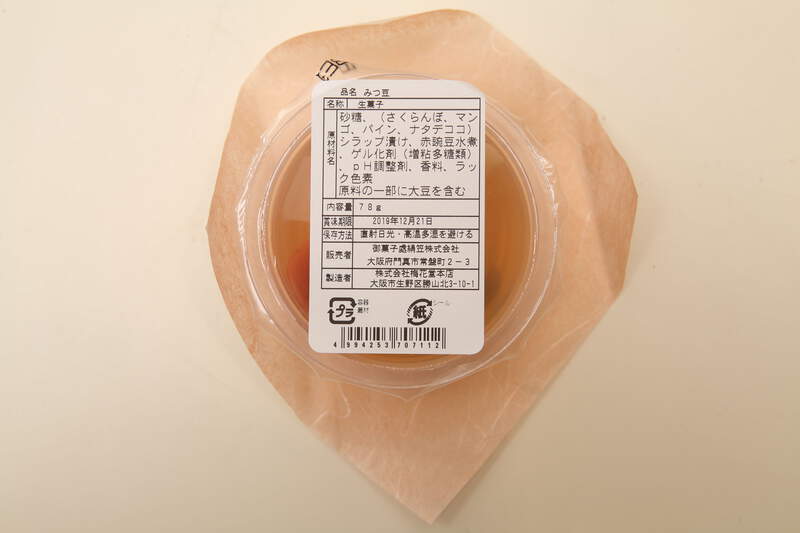 品名 みつ豆
名称 生菓子
原材料名
砂糖、（さくらんぼ、マン
ゴ、パイン、ナタデココ）
シラップ漬け、赤豌豆水煮
、ゲル化剤（増粘多糖類）
、ｐＨ調整剤、香料、ラッ
ク色素
原料の一部に大豆を含む
内容量 78g
賞味期限 2019年12月21日
保存方法 直射日光・高温多湿を避ける
販売者 御菓子處絹笠株式会社
大阪府門真市常盤町２－３
製造者 株式会社梅花堂本店
大阪市生野区勝山北3-10-1
プラ 容器
蓋材
紙 シール
4 994253 707112